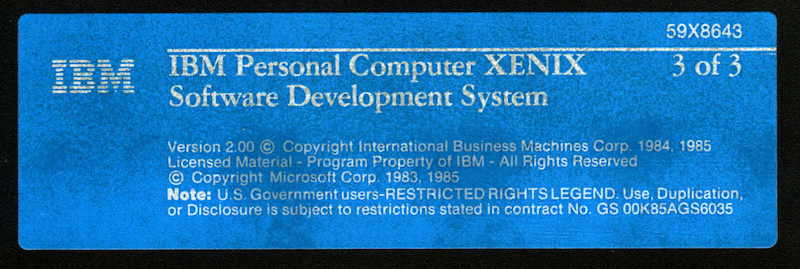 59X8643
IBM
IBM Personal Computer XENIX 3 of 3
Software Development System
Version 2.00 © Copyright International Business Machines Corp. 1984, 1985
Licensed Material - Program Property of IBM - All Rights Reserved
© Copyright Microsoft Corp. 1983, 1985
Note: U.S. Government users-RESTRICTED RIGHTS LEGEND. Use, Duplication,
or Disclosure is subject to restrictions stated in contract No. GS 00K85AGS6035